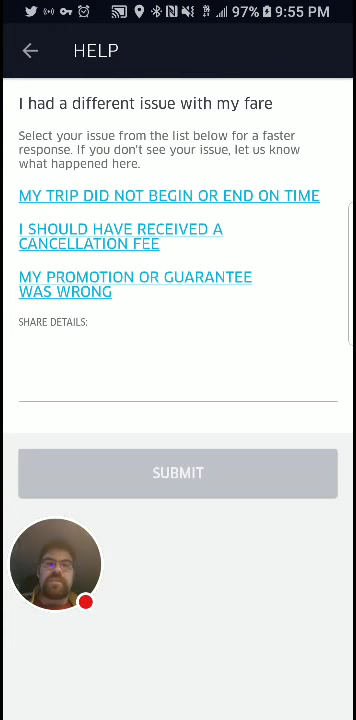 97% 9:55 PM
HELP
I had a different issue with my fare
Select your issue from the list below for a faster
response. If you don't see your issue, let us know
what happened here.
MY TRIP DID NOT BEGIN OR END ON TIME
I SHOULD HAVE RECEIVED A
CANCELLATION FEE
MY PROMOTION OR GUARANTEE
WAS WRONG
SHARE DETAILS:
SUBMIT